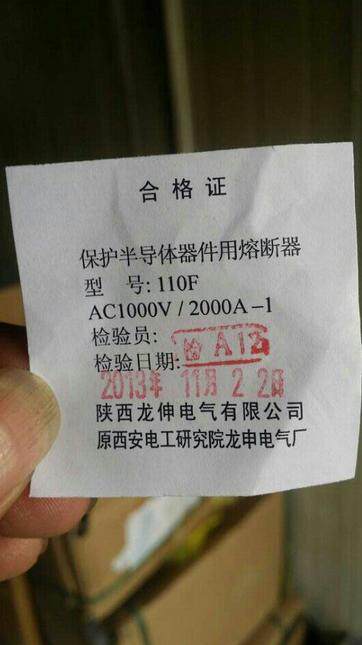 合格证
保护半导体器件用熔断器
型 号: 110F
AC1000V / 2000A-1
检验员: 检 A12
检验日期:
2013年 11月 22日
陕西龙伸电气有限公司
原西安电工研究院龙申电气厂